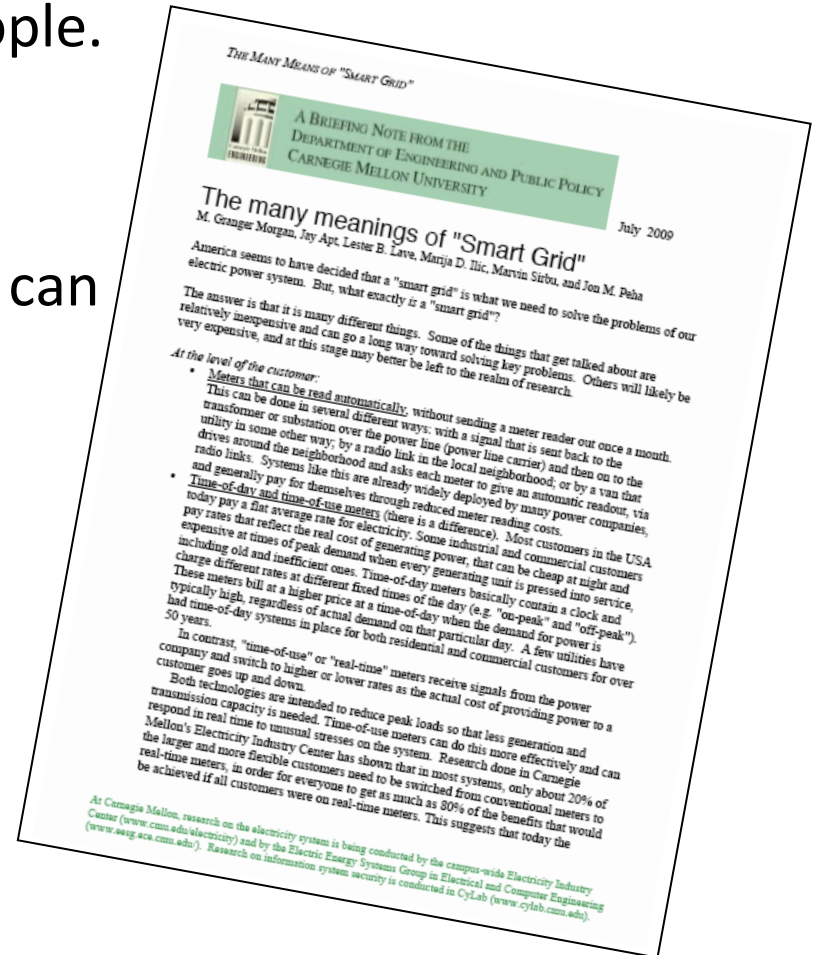 ople.
can
THE MANY MEANS OF "SMART GRID"
Carnegie Mellon
ENGINEERING
A BRIEFING NOTE FROM THE
DEPARTMENT OF ENGINEERING AND PUBLIC POLICY
CARNEGIE MELLON UNIVERSITY
July 2009
The many meanings of "Smart Grid"
M. Granger Morgan, Jay Apt, Lester B. Lave, Marija D. Ilic, Marvin Sirbu, and Jon M. Peha
America seems to have decided that a "smart grid" is what we need to solve the problems of our
electric power system. But, what exactly is a "smart grid"?
The answer is that it is many different things. Some of the things that get talked about are
relatively inexpensive and can go a long way toward solving key problems. Others will likely be
very expensive, and at this stage may better be left to the realm of research.
At the level of the customer:
• Meters that can be read automatically, without sending a meter reader out once a month.
This can be done in several different ways: with a signal that is sent back to the
transformer or substation over the power line (power line carrier) and then on to the
utility in some other way; by a radio link in the local neighborhood; or by a van that
drives around the neighborhood and asks each meter to give an automatic readout, via
radio links. Systems like this are already widely deployed by many power companies,
and generally pay for themselves through reduced meter reading costs.
• Time-of-day and time-of-use meters (there is a difference). Most customers in the USA
today pay a flat average rate for electricity. Some industrial and commercial customers
pay rates that reflect the real cost of generating power, that can be cheap at night and
expensive at times of peak demand when every generating unit is pressed into service,
including old and inefficient ones. Time-of-day meters basically contain a clock and
charge different rates at different fixed times of the day (e.g. "on-peak" and "off-peak").
These meters bill at a higher price at a time-of-day when the demand for power is
typically high, regardless of actual demand on that particular day. A few utilities have
had time-of-day systems in place for both residential and commercial customers for over
50 years.
In contrast, "time-of-use" or "real-time" meters receive signals from the power
company and switch to higher or lower rates as the actual cost of providing power to a
customer goes up and down.
Both technologies are intended to reduce peak loads so that less generation and
transmission capacity is needed. Time-of-use meters can do this more effectively and can
respond in real time to unusual stresses on the system. Research done in Carnegie
Mellon's Electricity Industry Center has shown that in most systems, only about 20% of
the larger and more flexible customers need to be switched from conventional meters to
real-time meters, in order for everyone to get as much as 80% of the benefits that would
be achieved if all customers were on real-time meters. This suggests that today the
At Carnegie Mellon, research on the electricity system is being conducted by the campus-wide Electricity Industry
Center (www.cmu.edu/electricity) and by the Electric Energy Systems Group in Electrical and Computer Engineering
(www.eesg.ece.cmu.edu/). Research on information system security is conducted in CyLab (www.cylab.cmu.edu).